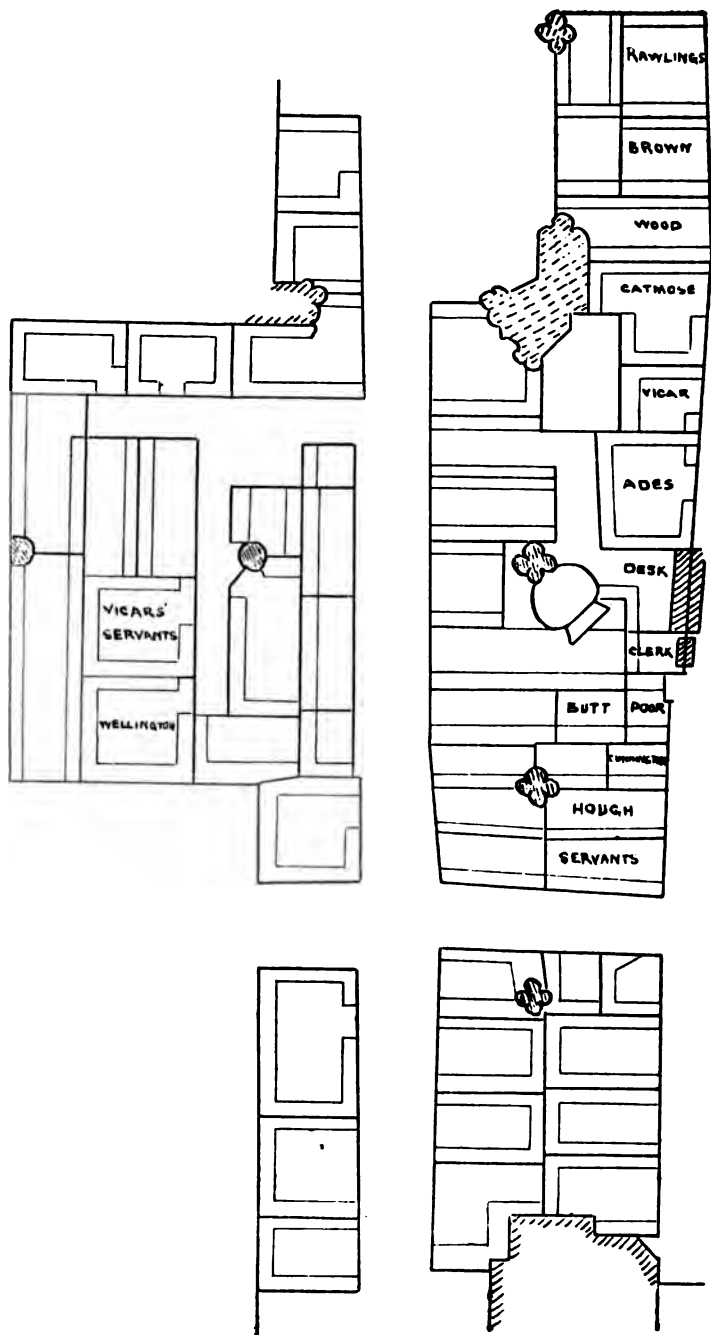 RAWLINGS
BROWN
WOOD
CATMOSE
VICAR
ADES
DESK
CLERK
BUTT
POOR
HOUGH
SERVANTS
VICARS'
SERVANTS
WELLINGTON